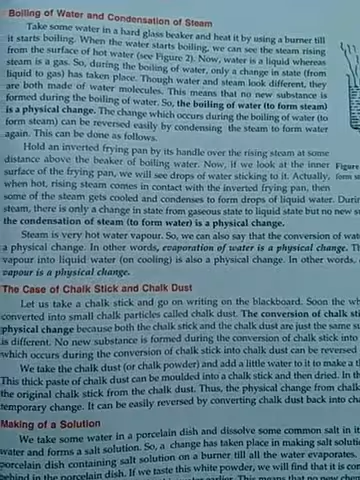 Boiling of Water and Condensation of Steam
Take some water in a hard glass beaker and heat it by using a burner till
it starts boiling. When the water starts boiling, we can see the steam rising
from the surface of hot water (see Figure 2). Now, water is a liquid whereas
steam is a gas. So, during the boiling of water, only a change in state (from
liquid to gas) has taken place. Though water and steam look different, they
are both made of water molecules. This means that no new substance is
formed during the boiling of water. So, the boiling of water (to form steam)
is a physical change. The change which occurs during the boiling of water (to
form steam) can be reversed easily by condensing the steam to form water
again. This can be done as follows.
Hold an inverted frying pan by its handle over the rising steam at some
distance above the beaker of boiling water. Now, if we look at the inner Figure
surface of the frying pan, we will see drops of water sticking to it. Actually,
when hot, rising steam comes in contact with the inverted frying pan, then
some of the steam gets cooled and condenses to form drops of liquid water.
steam, there is only a change in state from gaseous state to liquid state but no new
the condensation of steam (to form water) is a physical change.
Steam is very hot water vapour. So, we can also say that the conversion of
a physical change. In other words, evaporation of water is a physical change.
vapour into liquid water (on cooling) is also a physical change. In other words,
vapour is a physical change.
The Case of Chalk Stick and Chalk Dust
Let us take a chalk stick and go on writing on the blackboard. Soon the
converted into small chalk particles called chalk dust. The conversion of chalk
physical change because both the chalk stick and the chalk dust are just the same
is different. No new substance is formed during the conversion of chalk stick into
which occurs during the conversion of chalk stick into chalk dust can be reversed
We take the chalk dust (or chalk powder) and add a little water to it to make a
This thick paste of chalk dust can be moulded into a chalk stick and then dried. In
the original chalk stick from the chalk dust. Thus, the physical change from chalk
temporary change. It can be easily reversed by converting chalk dust back into
Making of a Solution
We take some water in a porcelain dish and dissolve some common salt in
water and forms a salt solution. So, a change has taken place in making salt
porcelain dish containing salt solution on a burner till all the water evaporates.
behind in the porcelain dish. If we taste this white powder, we will find that it is